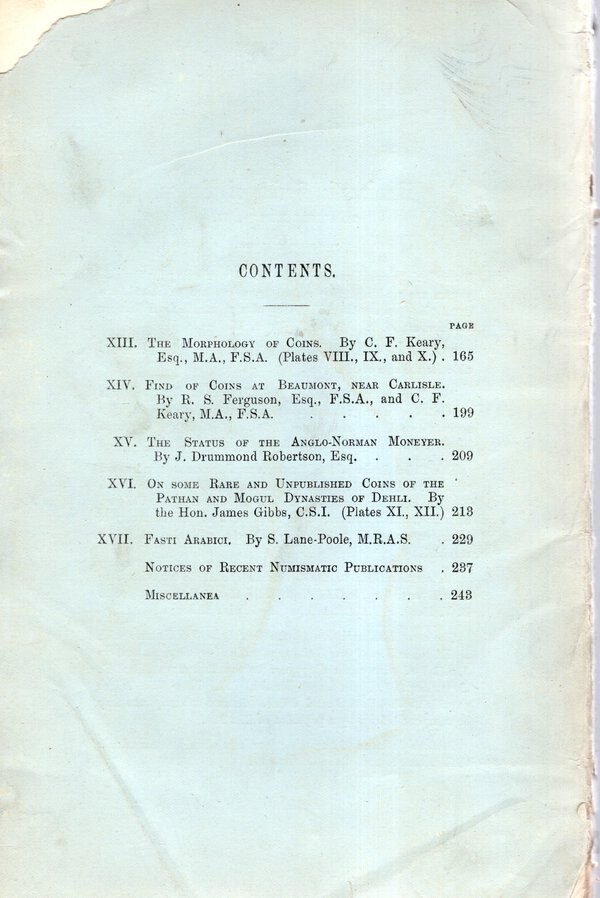 CONTENTS.
PAGE
XIII. The Morphology of Coins. By C. F. Keary,
Esq., M.A., F.S.A. (Plates VIII., IX., and X.) . 165
XIV. Find of Coins at Beaumont, near Carlisle.
By R. S. Ferguson, Esq., F.S.A., and C. F.
Keary, M.A., F.S.A. . . . . . 199
XV. The Status of the Anglo-Norman Moneyer.
By J. Drummond Robertson, Esq. . . . 209
XVI. On some Rare and Unpublished Coins of the
Pathan and Mogul Dynasties of Dehli. By
the Hon. James Gibbs, C.S.I. (Plates XI., XII.) 213
XVII. Fasti Arabici. By S. Lane-Poole, M.R.A.S. . 229
Notices of Recent Numismatic Publications . 237
Miscellanea . . . . . . . 243